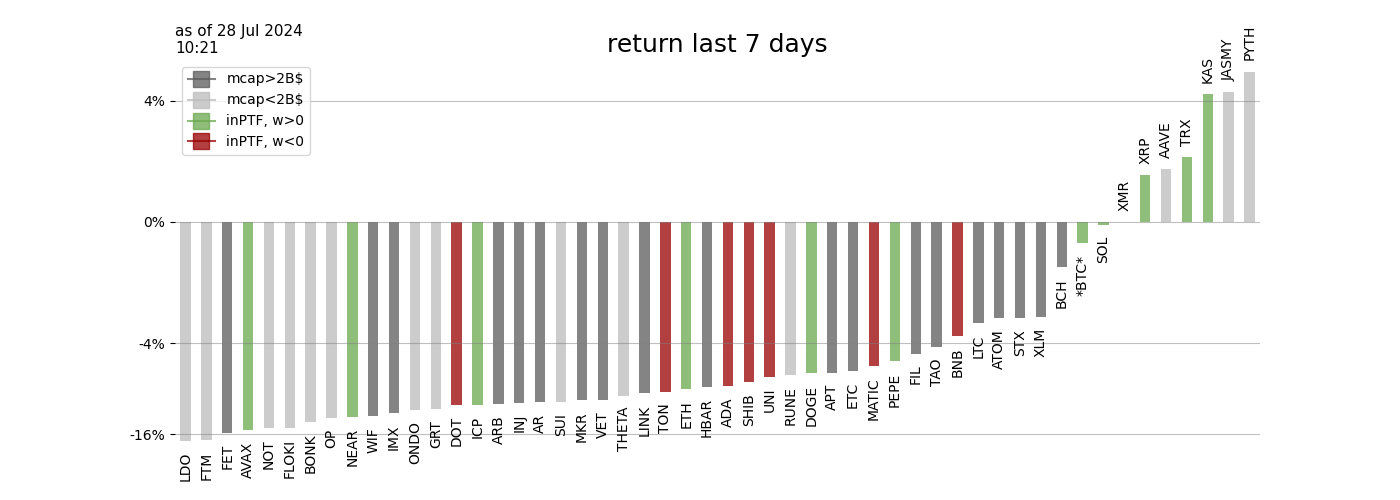 as of 28 Jul 2024
10:21
return last 7 days
mcap>2B$
mcap<2B$
inPTF, w>0
inPTF, w<0
4%
0%
-4%
-16%
LDO
FTM
FET
AVAX
NOT
FLOKI
BONK
OP
NEAR
WIF
IMX
ONDO
GRT
DOT
ICP
ARB
INJ
AR
SUI
MKR
VET
THETA
LINK
TON
ETH
HBAR
ADA
SHIB
UNI
RUNE
DOGE
APT
ETC
MATIC
PEPE
FIL
TAO
BNB
LTC
ATOM
STX
XLM
BCH
*BTC*
SOL
XMR
XRP
AAVE
TRX
KAS
JASMY
PYTH